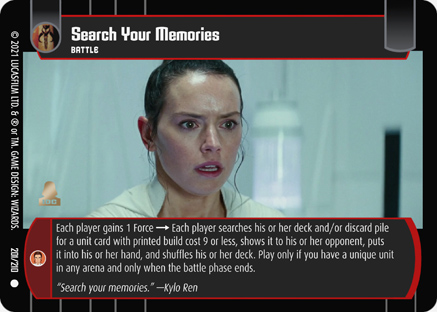 Search Your Memories
BATTLE
© 2021 LUCASFILM LTD. & ® or TM. GAME DESIGN: WIZARDS.
201/210
Each player gains 1 Force → Each player searches his or her deck and/or discard pile
for a unit card with printed build cost 9 or less, shows it to his or her opponent, puts
it into his or her hand, and shuffles his or her deck. Play only if you have a unique unit
in any arena and only when the battle phase ends.
"Search your memories." –Kylo Ren